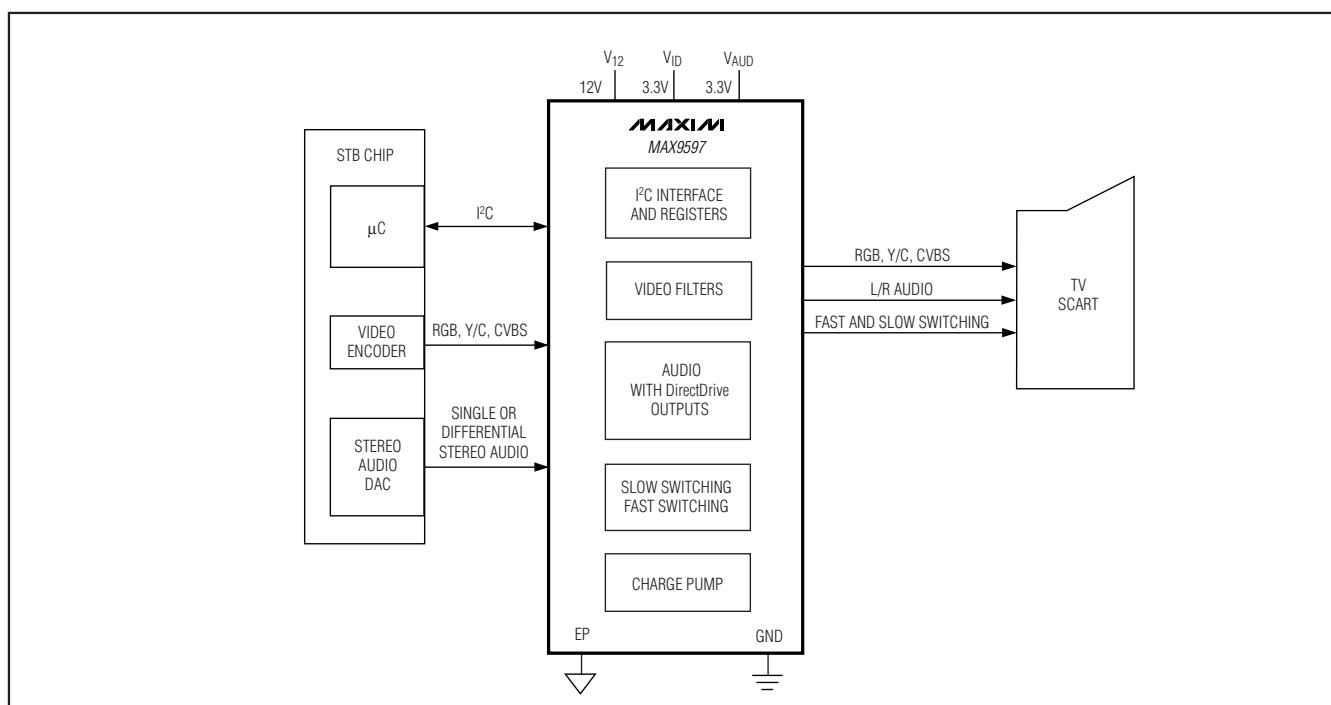 V12
VID
VAUD
12V
3.3V
3.3V
MAXIM
MAX9597
STB CHIP
µC
I²C
VIDEO
ENCODER
RGB, Y/C, CVBS
STEREO
AUDIO
DAC
SINGLE OR
DIFFERENTIAL
STEREO AUDIO
I²C INTERFACE
AND REGISTERS
VIDEO FILTERS
AUDIO
WITH DirectDrive
OUTPUTS
SLOW SWITCHING
FAST SWITCHING
CHARGE PUMP
EP
GND
RGB, Y/C, CVBS
L/R AUDIO
FAST AND SLOW SWITCHING
TV
SCART